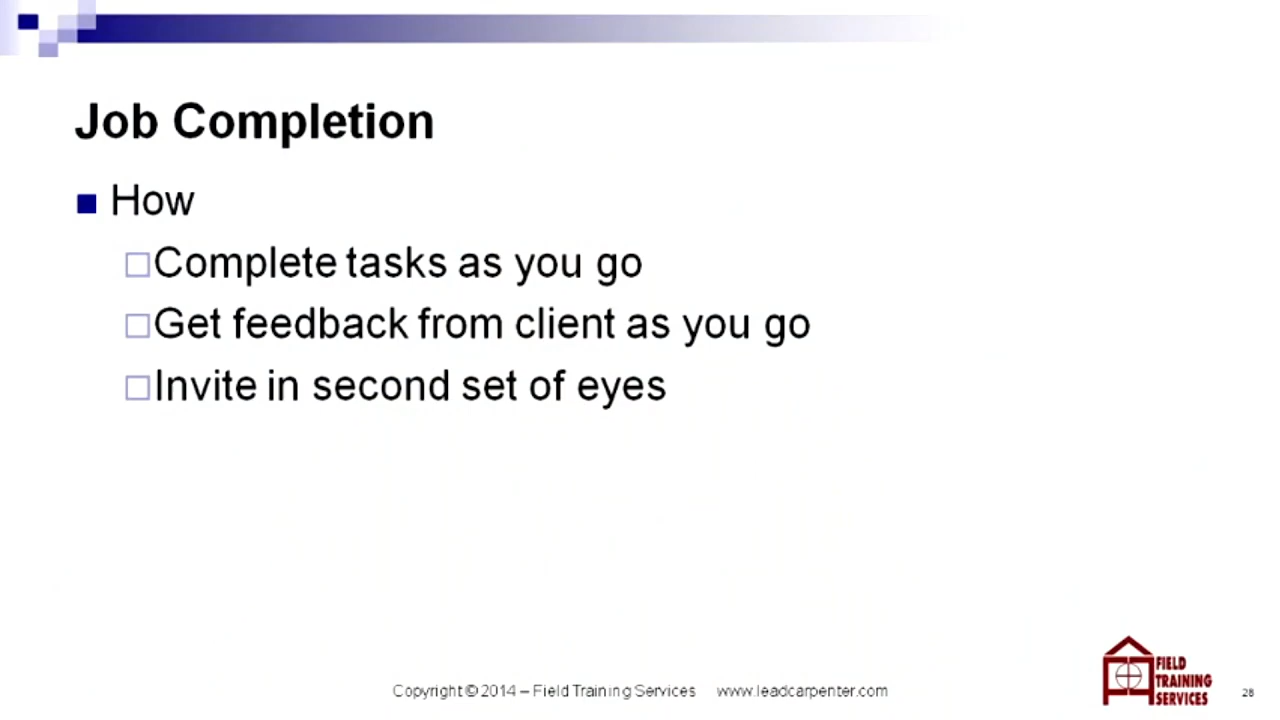 Job Completion
How
Complete tasks as you go
Get feedback from client as you go
Invite in second set of eyes
Copyright © 2014 – Field Training Services www.leadcarpenter.com
FIELD
TRAINING
SERVICES
28